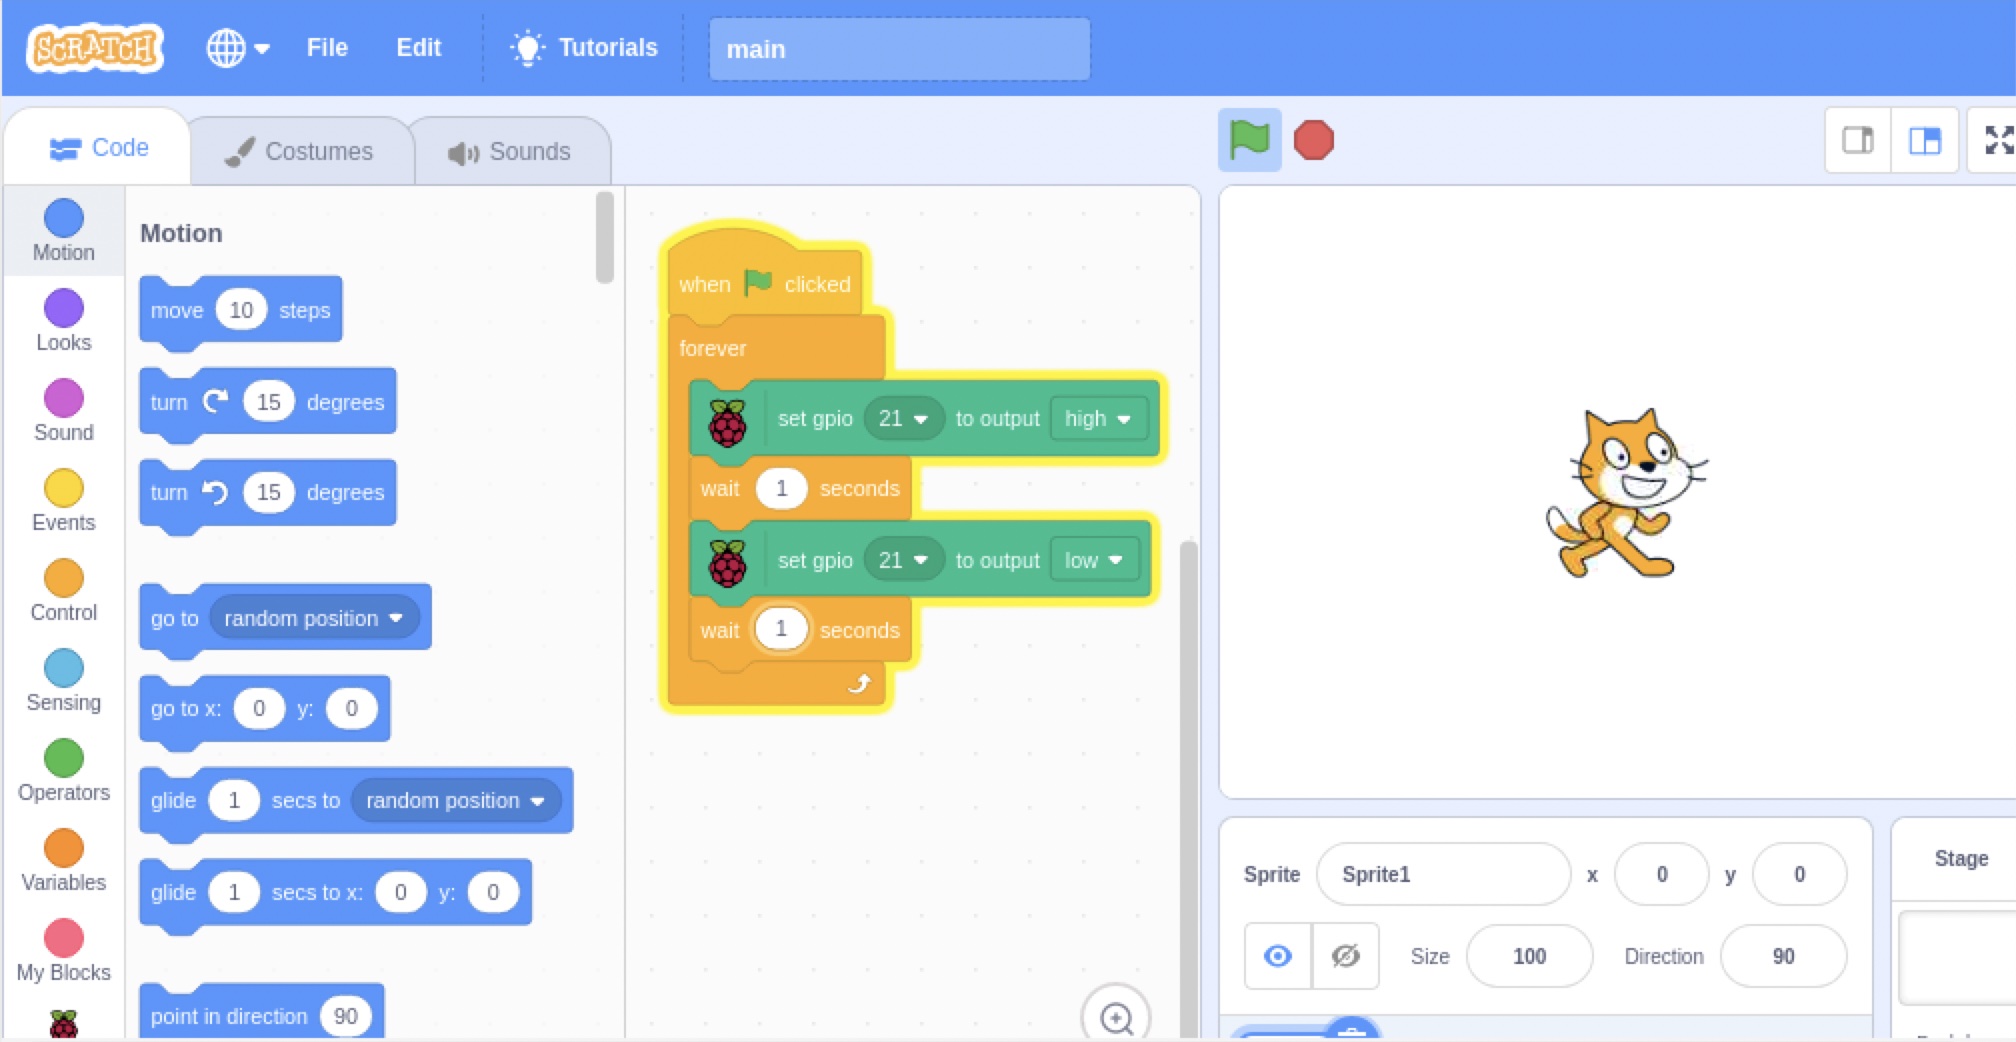 SCRATCH File Edit Tutorials main
Code Costumes Sounds
Motion
Looks
Sound
Events
Control
Sensing
Operators
Variables
My Blocks
Motion
move 10 steps
turn 15 degrees
turn 15 degrees
go to random position
go to x: 0 y: 0
glide 1 secs to random position
glide 1 secs to x: 0 y: 0
point in direction 90
when clicked
forever
set gpio 21 to output high
wait 1 seconds
set gpio 21 to output low
wait 1 seconds
Sprite Sprite1 x 0 y 0
Size 100 Direction 90
Stage